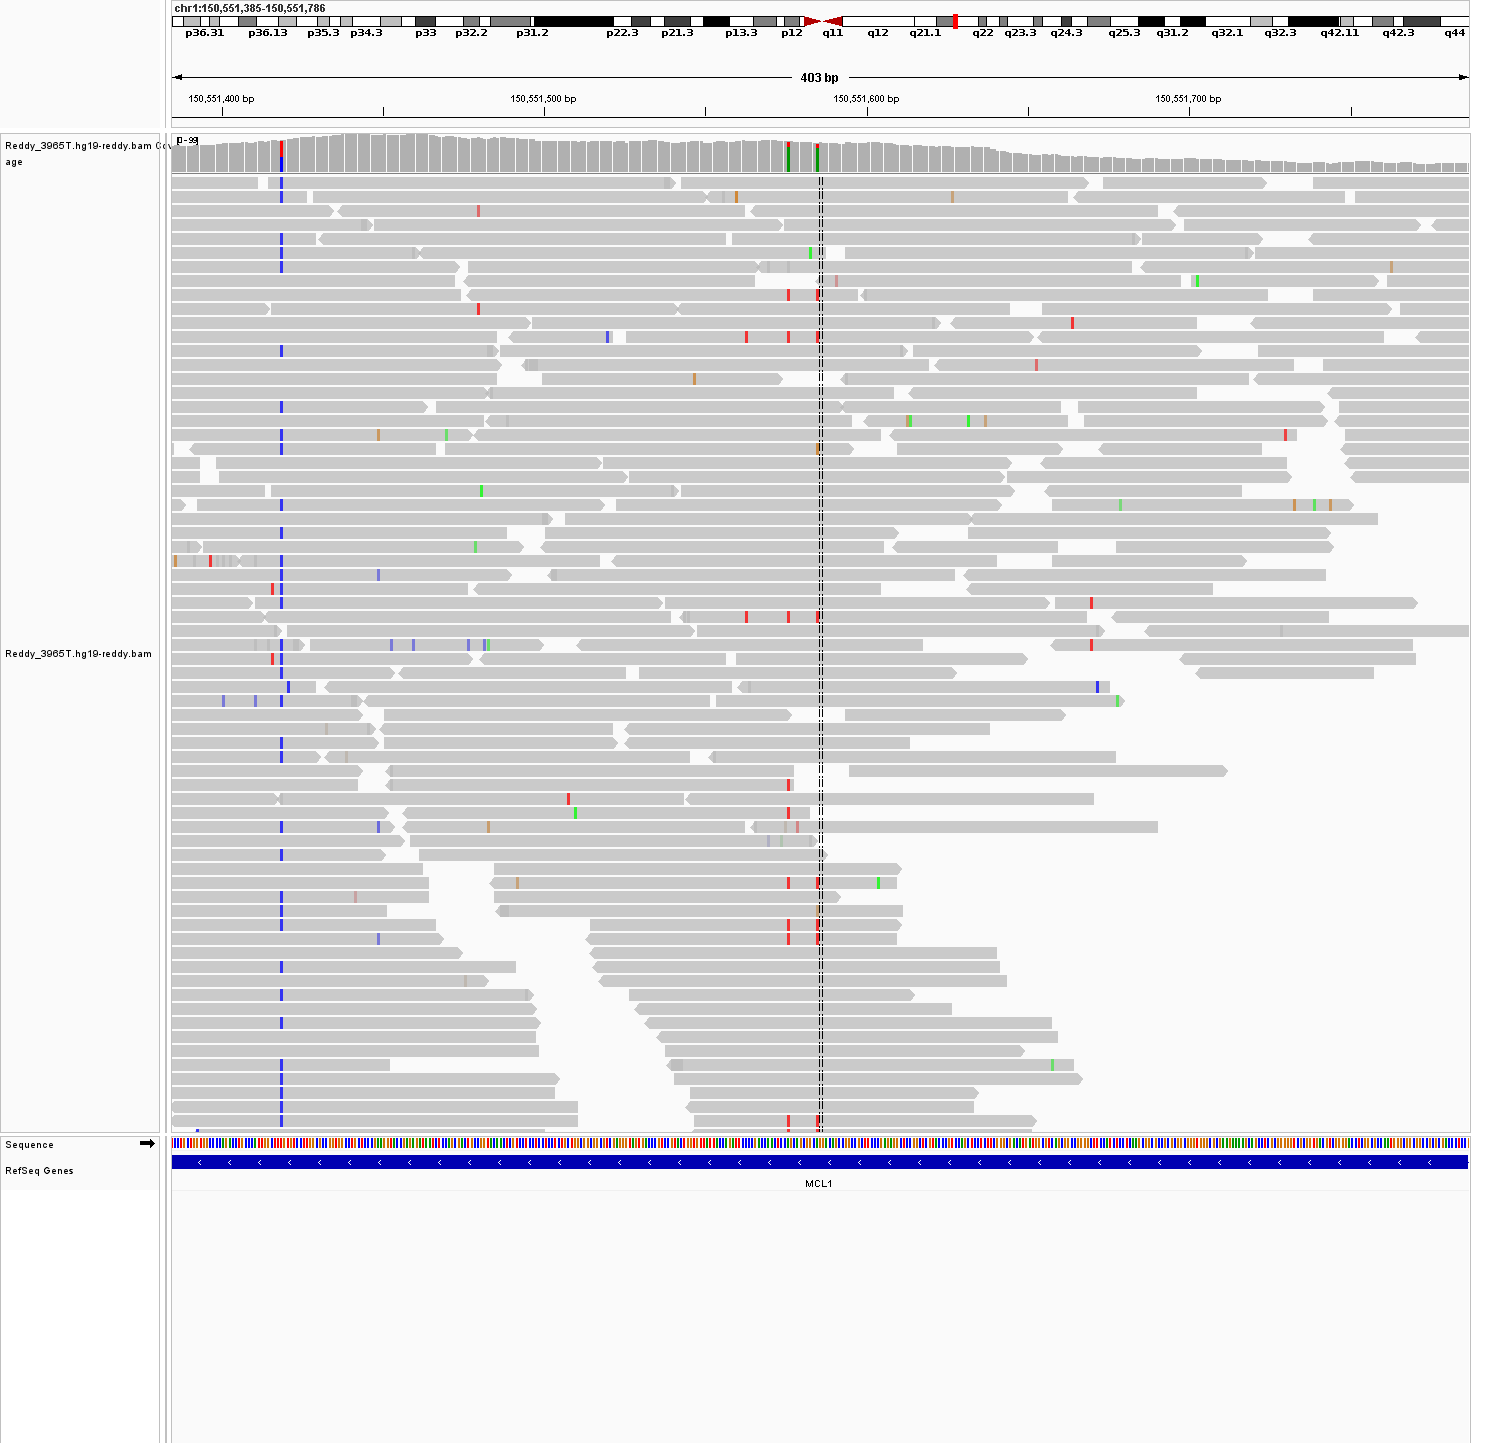 chr1:150,551,385-150,551,786
p36.31 p36.13 p35.3 p34.3 p33 p32.2 p31.2 p22.3 p21.3 p13.3 p12 q11 q12 q21.1 q22 q23.3 q24.3 q25.3 q31.2 q32.1 q32.3 q42.11 q42.3 q44
403 bp
150,551,400 bp 150,551,500 bp 150,551,600 bp 150,551,700 bp
[0-99]
Reddy_3965T.hg19-reddy.bam Cov
age
Reddy_3965T.hg19-reddy.bam
Sequence
RefSeq Genes
MCL1